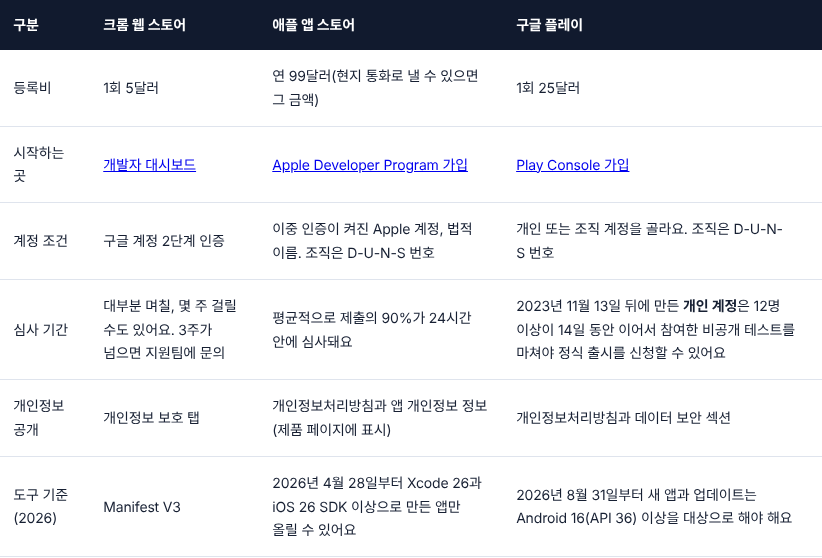 구분 크롬 웹 스토어 애플 앱 스토어 구글 플레이
등록비 1회 5달러 연 99달러(현지 통화로 낼 수 있으면
그 금액) 1회 25달러
시작하는
곳 개발자 대시보드 Apple Developer Program 가입 Play Console 가입
계정 조건 구글 계정 2단계 인증 이중 인증이 켜진 Apple 계정, 법적
이름. 조직은 D-U-N-S 번호 개인 또는 조직 계정을 골라요. 조직은 D-U-N-
S 번호
심사 기간 대부분 며칠, 몇 주 걸릴
수도 있어요. 3주가
넘으면 지원팀에 문의 평균적으로 제출의 90%가 24시간
안에 심사돼요 2023년 11월 13일 뒤에 만든 개인 계정은 12명
이상이 14일 동안 이어서 참여한 비공개 테스트를
마쳐야 정식 출시를 신청할 수 있어요
개인정보
공개 개인정보 보호 탭 개인정보처리방침과 앱 개인정보 정보
(제품 페이지에 표시) 개인정보처리방침과 데이터 보안 섹션
도구 기준
(2026) Manifest V3 2026년 4월 28일부터 Xcode 26과
iOS 26 SDK 이상으로 만든 앱만
올릴 수 있어요 2026년 8월 31일부터 새 앱과 업데이트는
Android 16(API 36) 이상을 대상으로 해야 해요